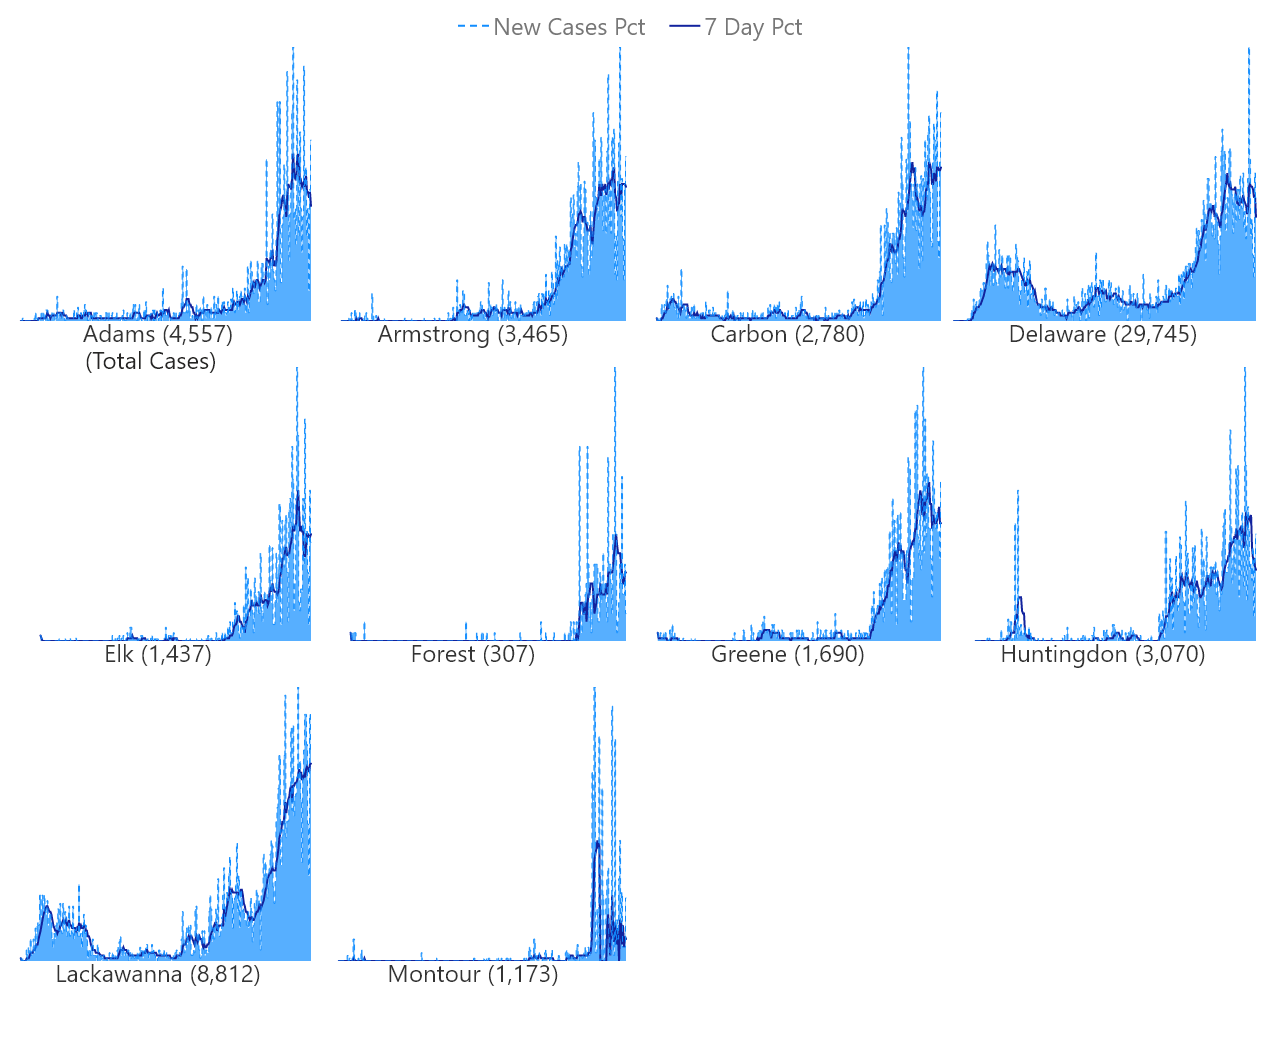 New Cases Pct 7 Day Pct
Adams (4,557)
(Total Cases)
Armstrong (3,465)
Carbon (2,780)
Delaware (29,745)
Elk (1,437)
Forest (307)
Greene (1,690)
Huntingdon (3,070)
Lackawanna (8,812)
Montour (1,173)